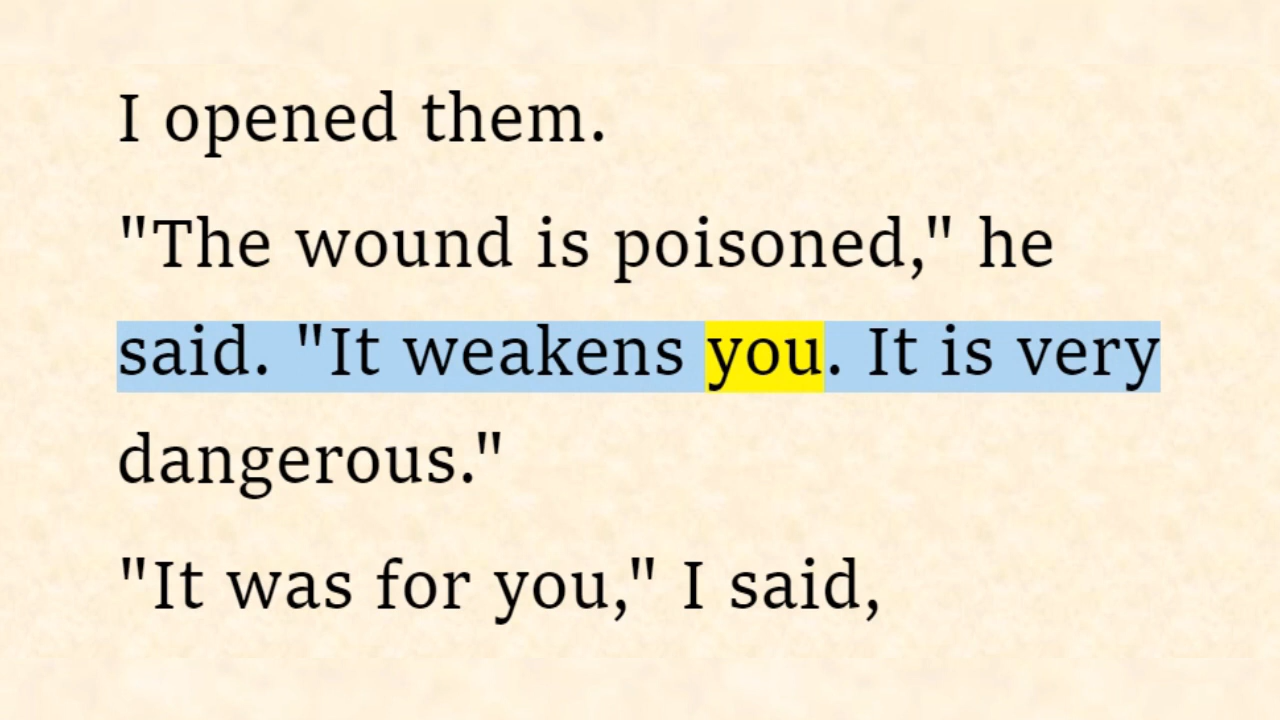 I opened them.
"The wound is poisoned," he
said. "It weakens you. It is very
dangerous."
"It was for you," I said,